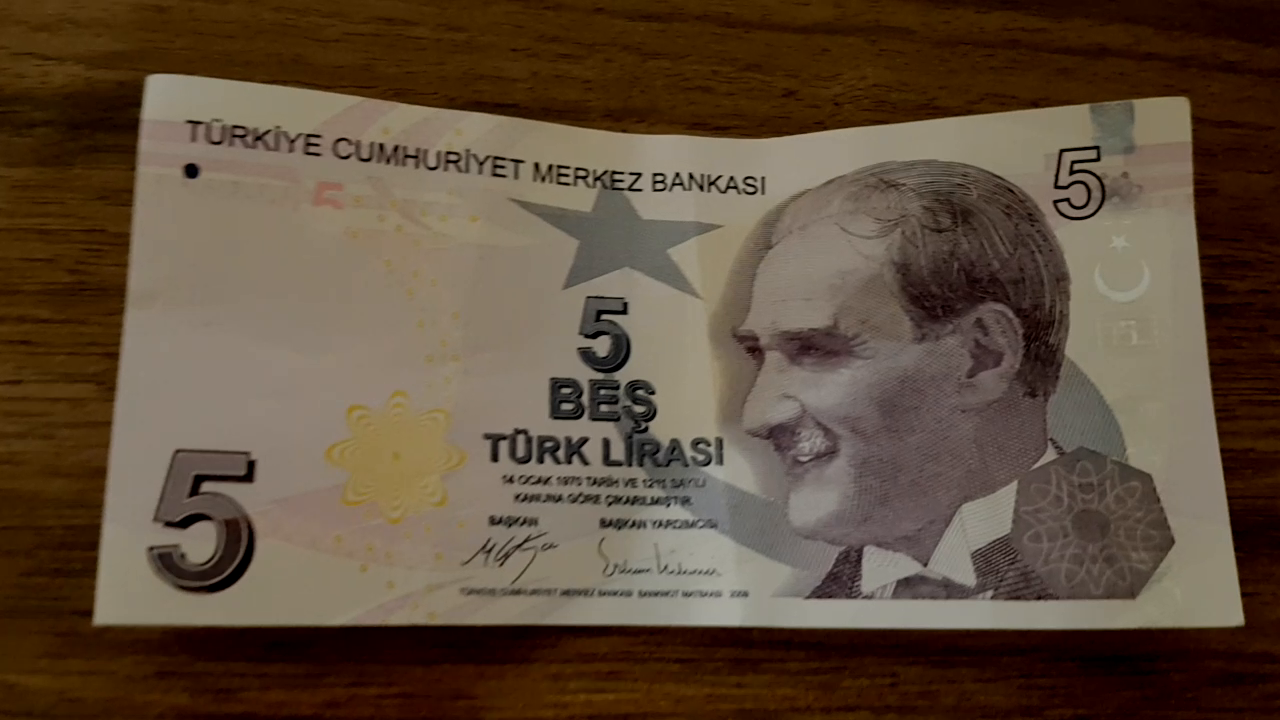 TÜRKİYE CUMHURİYET MERKEZ BANKASI
5
5
5
BEŞ
TÜRK LİRASI
14 OCAK 1970 TARİH VE 1211 SAYILI
KANUNA GÖRE ÇIKARILMIŞTIR.
BAŞKAN BAŞKAN YARDIMCISI
5
TÜRKİYE CUMHURİYET MERKEZ BANKASI BANKNOT MATBAASI 2009